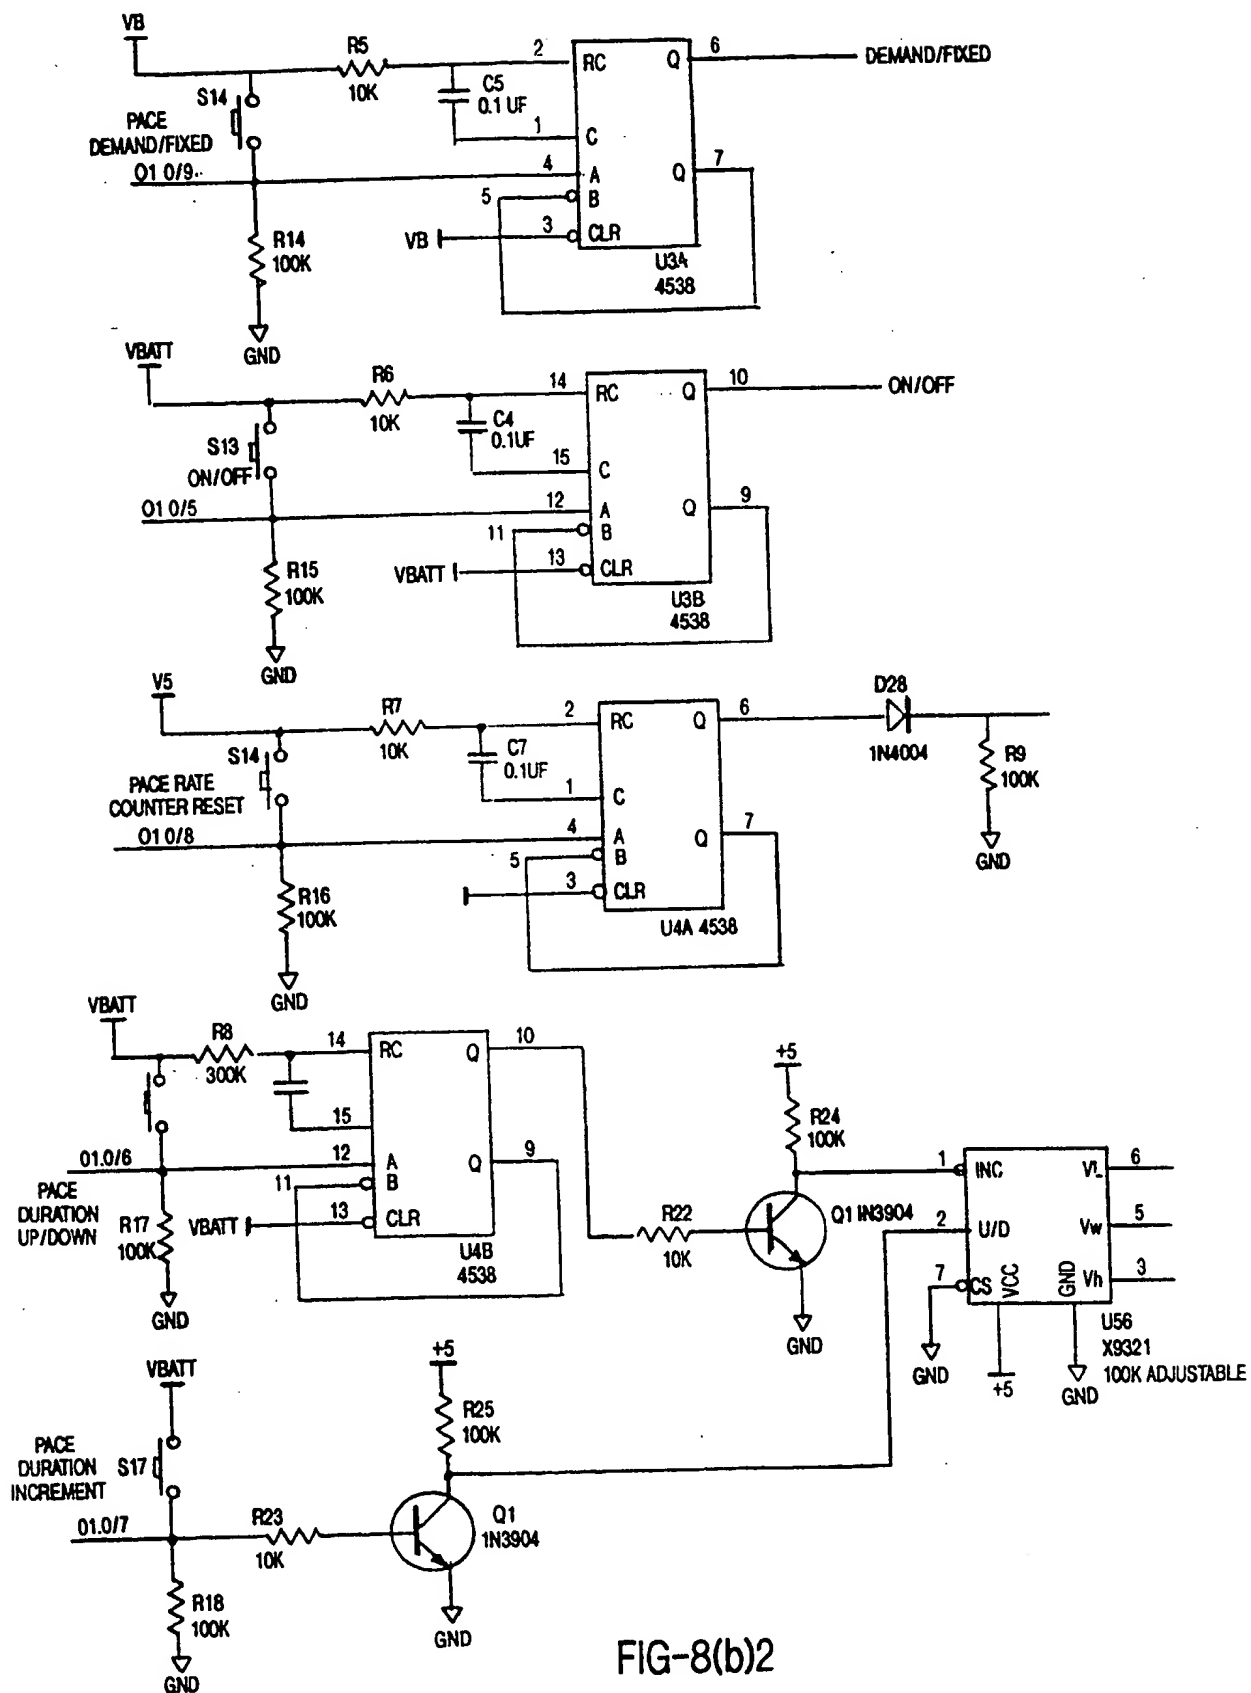 VB
R5
10K
2
RC
Q
6
DEMAND/FIXED
C5
0.1 UF
S14
PACE
DEMAND/FIXED
1
C
O1 0/9
4
A
Q
7
5
B
VB
3
CLR
R14
100K
U3A
4538
GND
VBATT
R6
10K
14
RC
Q
10
ON/OFF
C4
0.1UF
S13
ON/OFF
15
C
O1 0/5
12
A
Q
9
11
B
VBATT
13
CLR
R15
100K
U3B
4538
GND
V5
R7
10K
2
RC
Q
6
D28
1N4004
R9
100K
GND
C7
0.1UF
S14
PACE RATE
COUNTER RESET
1
C
O1 0/8
4
A
Q
7
5
B
3
CLR
R16
100K
U4A 4538
GND
VBATT
R8
300K
14
RC
Q
10
15
01.0/6
12
A
Q
9
11
B
PACE
DURATION
UP/DOWN
R17
100K
VBATT
13
CLR
U4B
4538
GND
+5
R24
100K
R22
10K
Q1 IN3904
GND
1
INC
VL
6
2
U/D
Vw
5
7
CS
VCC
GND
Vh
3
GND
+5
GND
U56
X9321
100K ADJUSTABLE
VBATT
+5
R25
100K
PACE
DURATION
INCREMENT
S17
01.0/7
R23
10K
Q1
1N3904
R18
100K
GND
GND
FIG-8(b)2